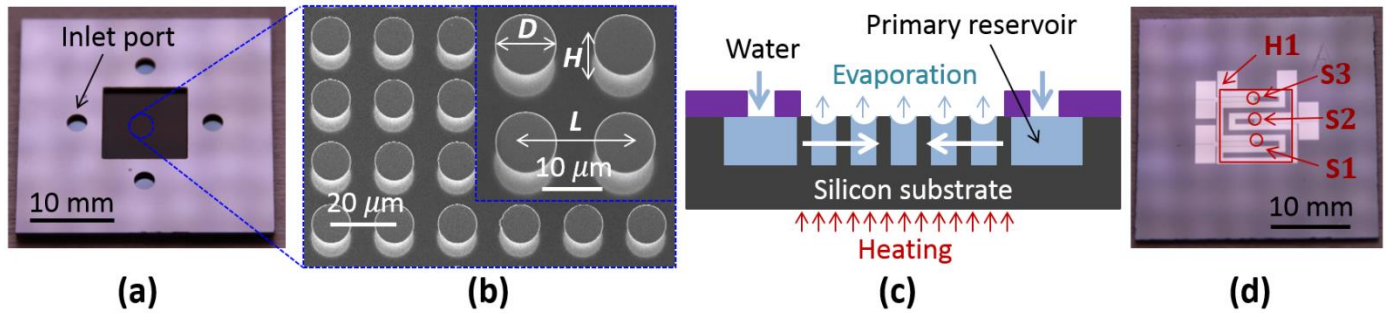 Inlet port
10 mm
(a)
D
H
L
10 μm
20 μm
(b)
Water
Primary reservoir
Evaporation
Silicon substrate
Heating
(c)
H1
S3
S2
S1
10 mm
(d)